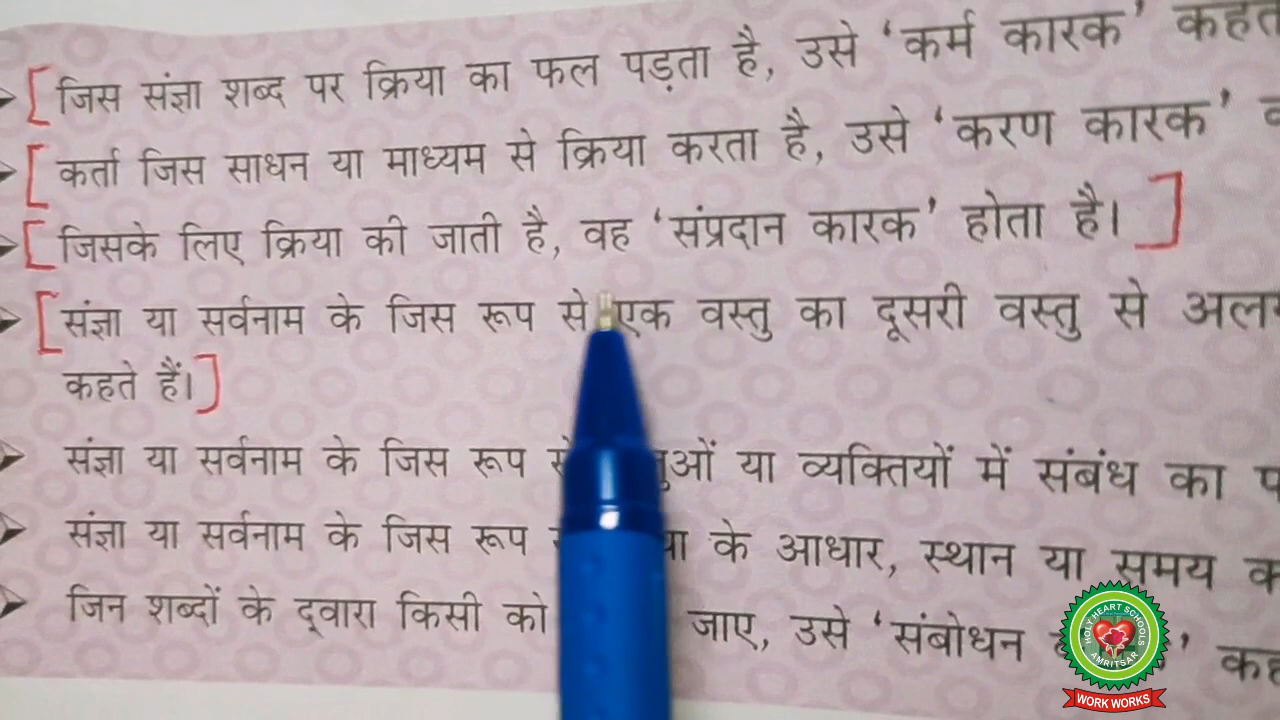 जिस संज्ञा शब्द पर क्रिया का फल पड़ता है, उसे ‘कर्म कारक’ कहत
कर्ता जिस साधन या माध्यम से क्रिया करता है, उसे ‘करण कारक’
जिसके लिए क्रिया की जाती है, वह ‘संप्रदान कारक’ होता है।
संज्ञा या सर्वनाम के जिस रूप से एक वस्तु का दूसरी वस्तु से
कहते हैं।
संज्ञा या सर्वनाम के जिस रूप या व्यक्तियों में संबंध का
संज्ञा या सर्वनाम के जिस रूप के आधार, स्थान या समय
जिन शब्दों के द्वारा किसी को जाए, उसे ‘संबोधन
HOLY HEART SCHOOLS
AMRITSAR
WORK WORKS